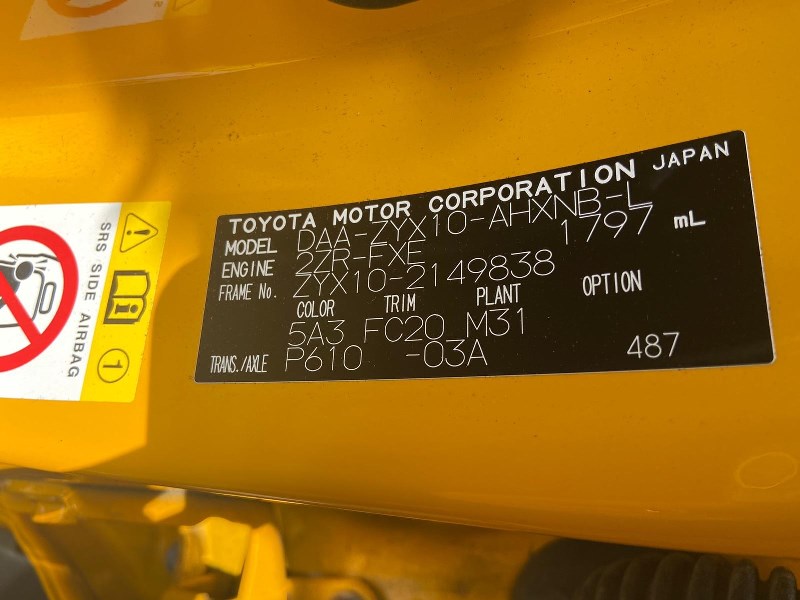 TOYOTA MOTOR CORPORATION JAPAN
MODEL DAA-ZYX10-AHXNB-L
ENGINE 2ZR-FXE 1797 mL
FRAME No. ZYX10-2149838
COLOR TRIM PLANT OPTION
5A3 FC20 M31
TRANS./AXLE P610 -03A 487
SRS SIDE AIRBAG
1